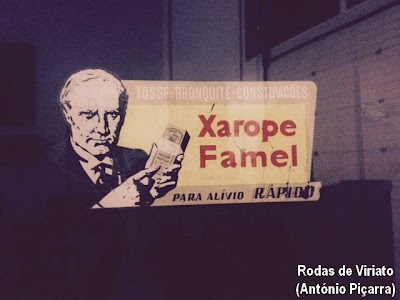 TOSSE-BRONQUITE-CONSTIPAÇÕES
Xarope
Famel
PARA ALÍVIO RÁPIDO
Rodas de Viriato
(António Piçarra)